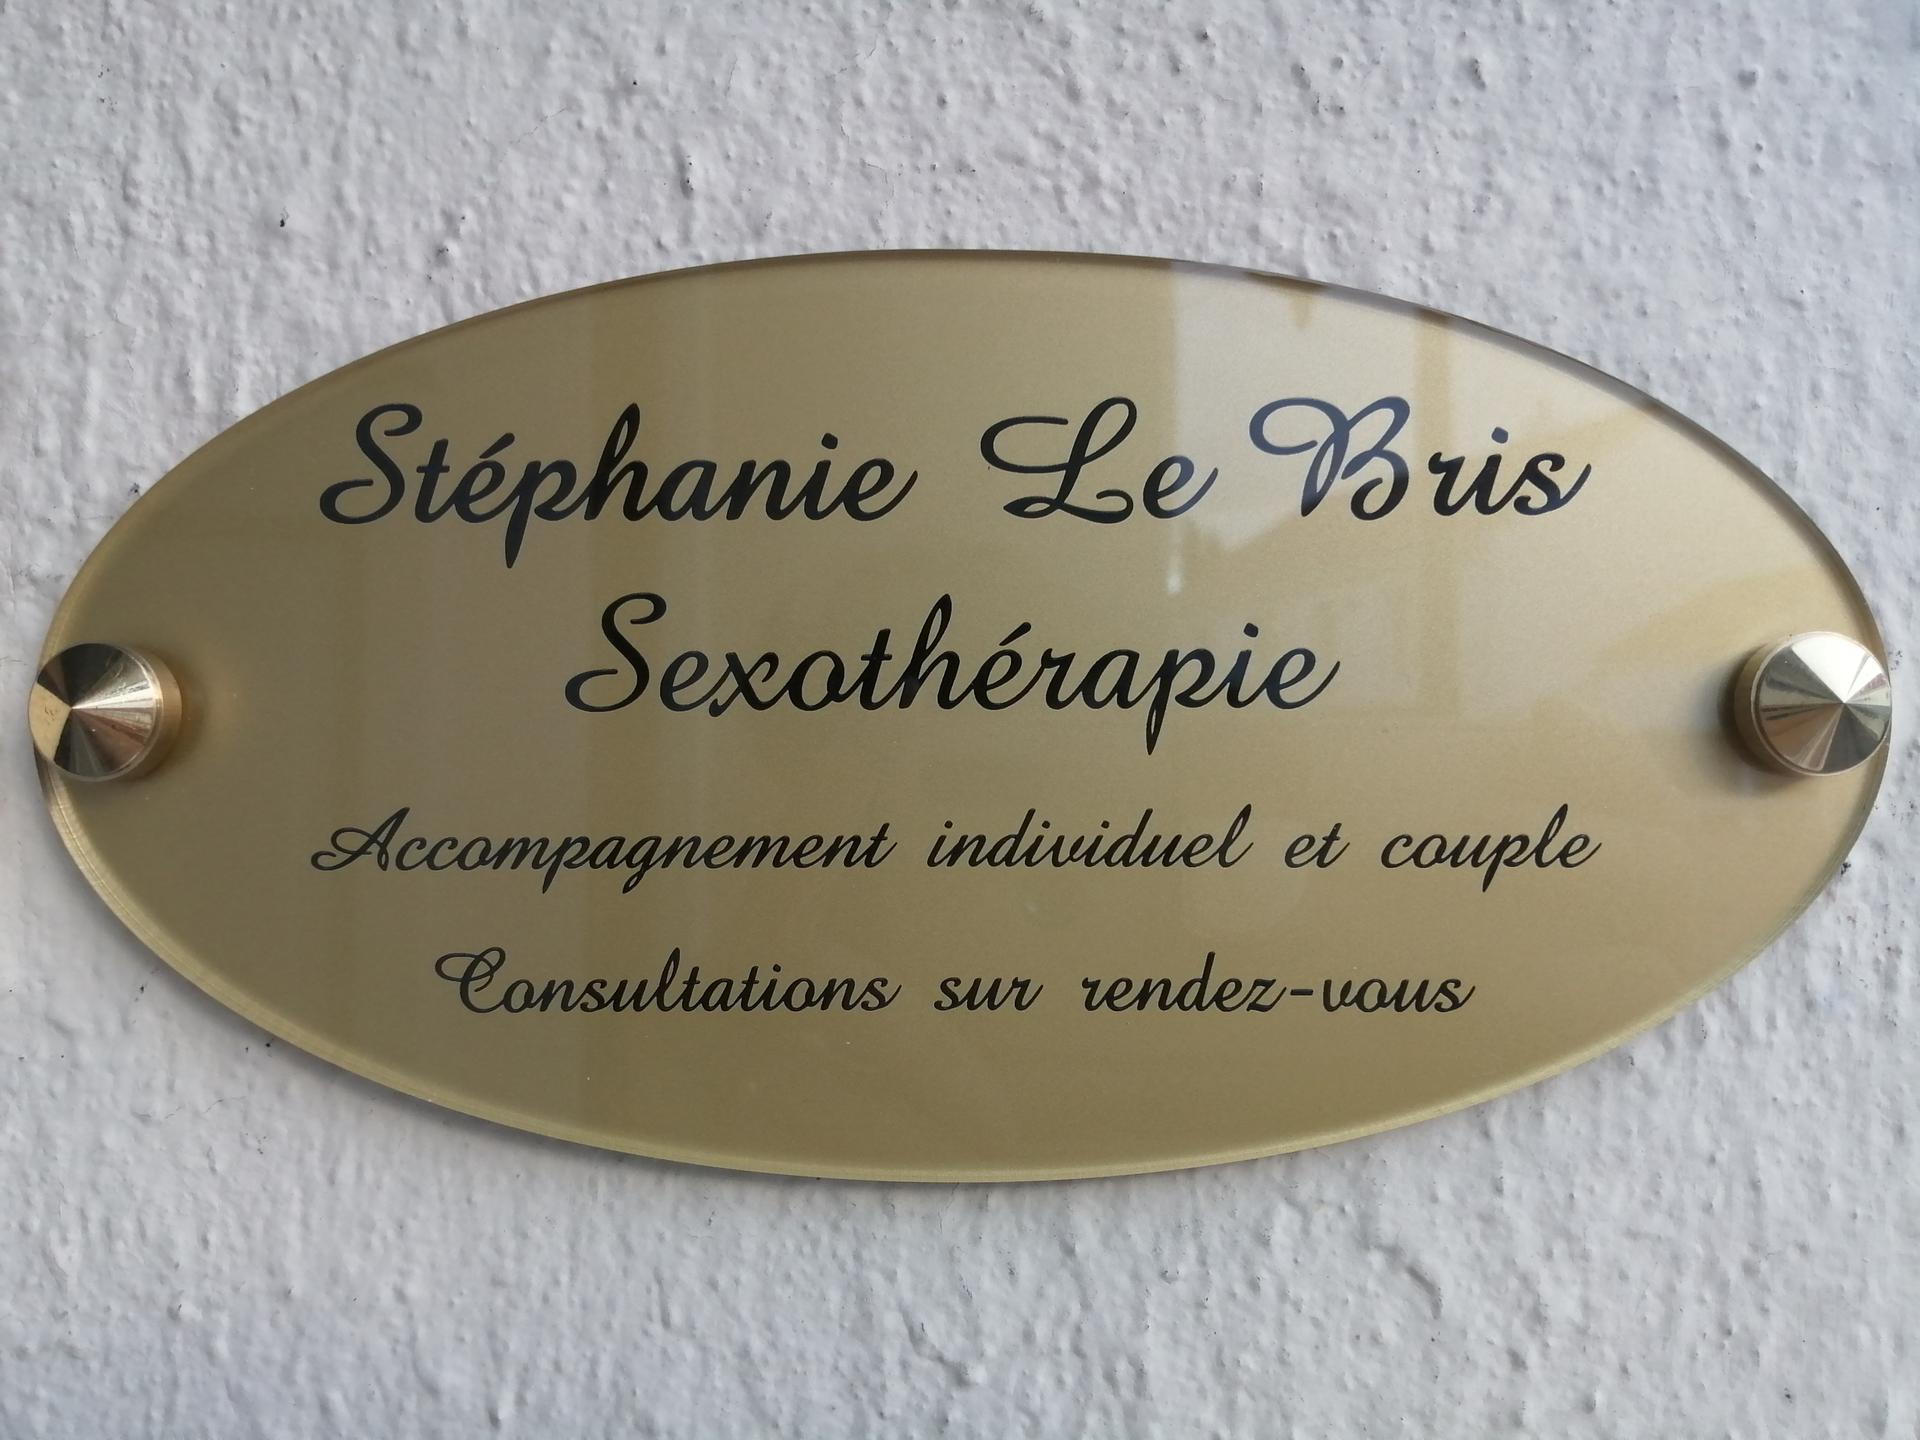 Stéphanie Le Bris
Sexothérapie
Accompagnement individuel et couple
Consultations sur rendez-vous